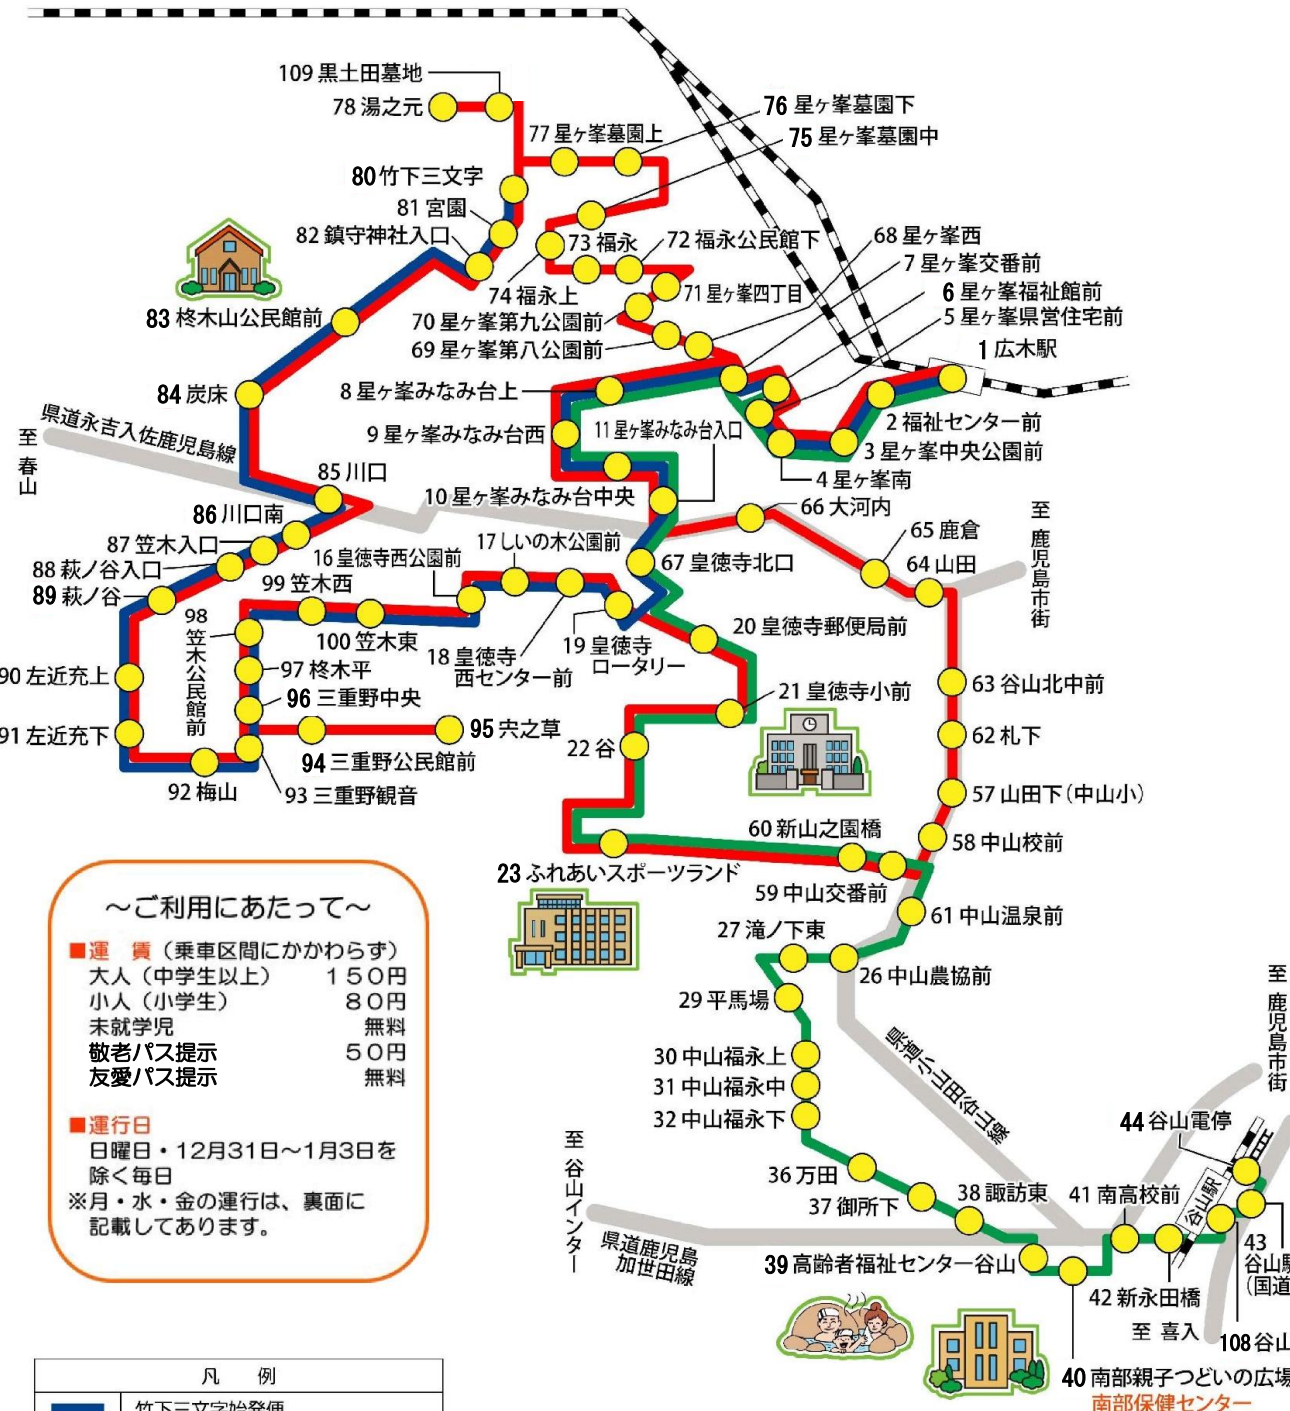 109 黒土田墓地
78 湯之元
76 星ヶ峯墓園下
77 星ヶ峯墓園上
75 星ヶ峯墓園中
80 竹下三文字
81 宮園
82 鎮守神社入口
73 福永
72 福永公民館下
68 星ヶ峯西
7 星ヶ峯交番前
74 福永上
71 星ヶ峯四丁目
6 星ヶ峯福祉館前
83 柊木山公民館前
70 星ヶ峯第九公園前
5 星ヶ峯県営住宅前
69 星ヶ峯第八公園前
1 広木駅
84 炭床
8 星ヶ峯みなみ台上
2 福祉センター前
県道永吉入佐鹿児島線
至 春山
9 星ヶ峯みなみ台西
11 星ヶ峯みなみ台入口
3 星ヶ峯中央公園前
85 川口
4 星ヶ峯南
10 星ヶ峯みなみ台中央
66 大河内
86 川口南
65 鹿倉
至 鹿児島市街
87 笠木入口
16 皇徳寺西公園前
17 しいの木公園前
67 皇徳寺北口
64 山田
88 萩ノ谷入口
99 笠木西
89 萩ノ谷
98 笠木公民館前
100 笠木東
18 皇徳寺
西センター前
19 皇徳寺
ロータリー
20 皇徳寺郵便局前
90 左近充上
97 柊木平
63 谷山北中前
96 三重野中央
21 皇徳寺小前
91 左近充下
95 宍之草
62 札下
94 三重野公民館前
22 谷
92 梅山
93 三重野観音
57 山田下（中山小）
60 新山之園橋
58 中山校前
23 ふれあいスポーツランド
59 中山交番前
61 中山温泉前
27 滝ノ下東
26 中山農協前
29 平馬場
至 鹿児島市街
30 中山福永上
県道小山田谷山線
31 中山福永中
32 中山福永下
44 谷山電停
至 谷山インター
36 万田
37 御所下
38 諏訪東
41 南高校前
谷山駅
県道鹿児島
加世田線
39 高齢者福祉センター谷山
43
谷山駅
（国道
42 新永田橋
至 喜入
108 谷山
40 南部親子つどいの広場
南部保健センター
～ご利用にあたって～
■運　賃（乗車区間にかかわらず）
大人（中学生以上） １５０円
小人（小学生） ８０円
未就学児 無料
敬老パス提示 ５０円
友愛パス提示 無料
■運行日
日曜日・12月31日～1月3日を
除く毎日
※月・水・金の運行は、裏面に
記載してあります。
凡　例
竹下三文字始発便